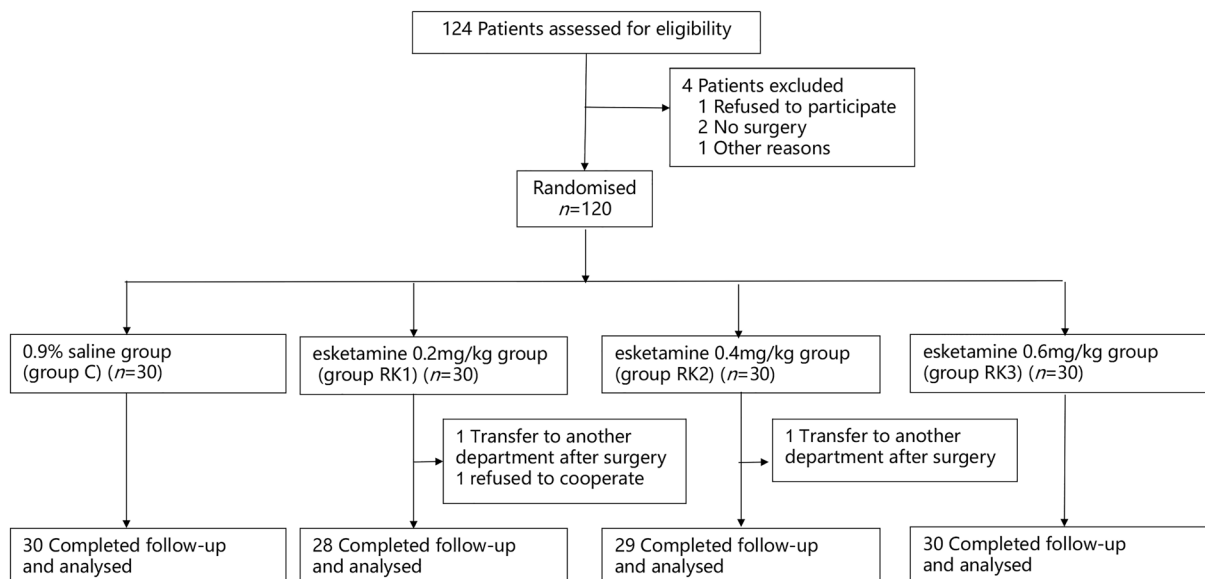 124 Patients assessed for eligibility
4 Patients excluded
1 Refused to participate
2 No surgery
1 Other reasons
Randomised
n=120
0.9% saline group
(group C) (n=30)
esketamine 0.2mg/kg group
(group RK1) (n=30)
esketamine 0.4mg/kg group
(group RK2) (n=30)
esketamine 0.6mg/kg group
(group RK3) (n=30)
1 Transfer to another
department after surgery
1 refused to cooperate
1 Transfer to another
department after surgery
30 Completed follow-up
and analysed
28 Completed follow-up
and analysed
29 Completed follow-up
and analysed
30 Completed follow-up
and analysed